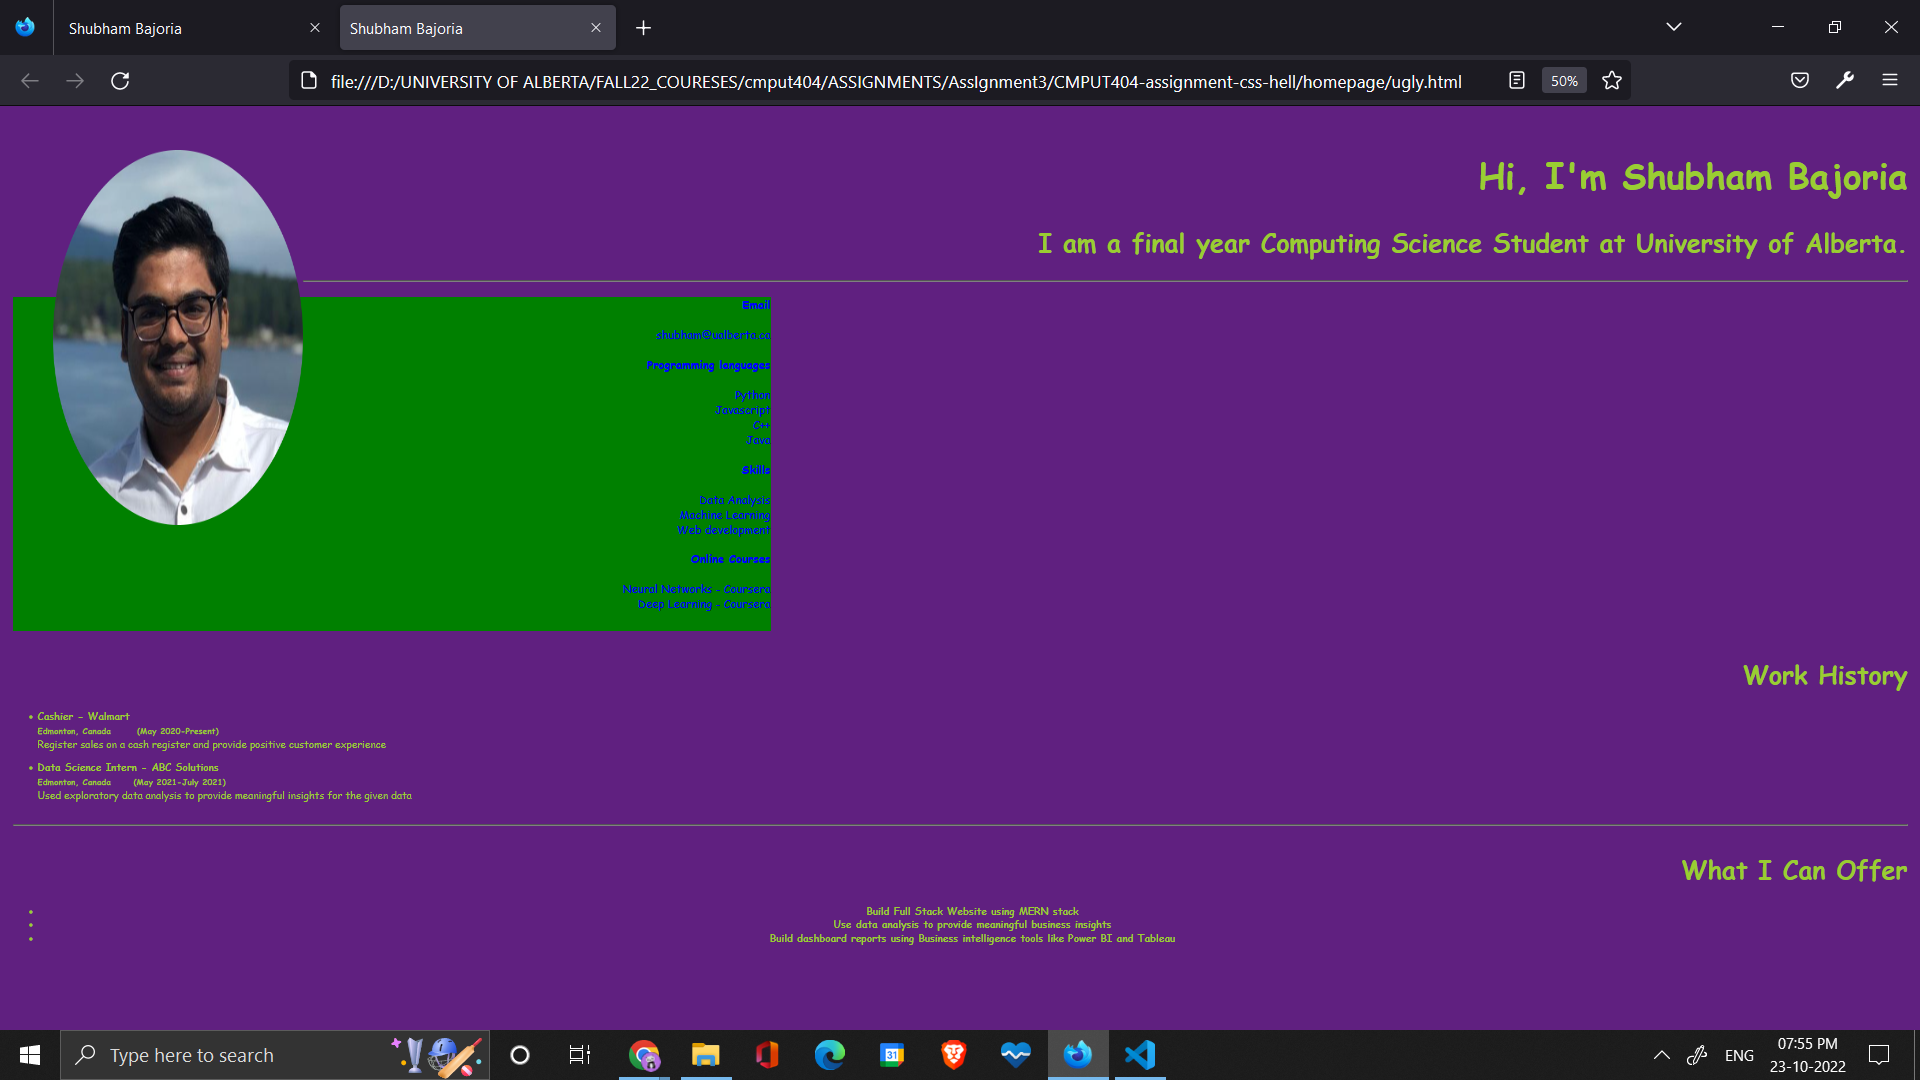 Shubham Bajoria
Shubham Bajoria
file:///D:/UNIVERSITY OF ALBERTA/FALL22_COURESES/cmput404/ASSIGNMENTS/AssIgnment3/CMPUT404-assignment-css-hell/homepage/ugly.html
50%
Hi, I'm Shubham Bajoria
I am a final year Computing Science Student at University of Alberta.
Email
shubham@ualberta.ca
Programming languages
Python
Javascript
C++
Java
Skills
Data Analysis
Machine Learning
Web development
Online Courses
Neural Networks - Coursera
Deep Learning - Coursera
Work History
• Cashier - Walmart
Edmonton, Canada (May 2020-Present)
Register sales on a cash register and provide positive customer experience
• Data Science Intern - ABC Solutions
Edmonton, Canada (May 2021-July 2021)
Used exploratory data analysis to provide meaningful insights for the given data
What I Can Offer
• Build Full Stack Website using MERN stack
• Use data analysis to provide meaningful business insights
• Build dashboard reports using Business intelligence tools like Power BI and Tableau
Type here to search
31
ENG
07:55 PM
23-10-2022